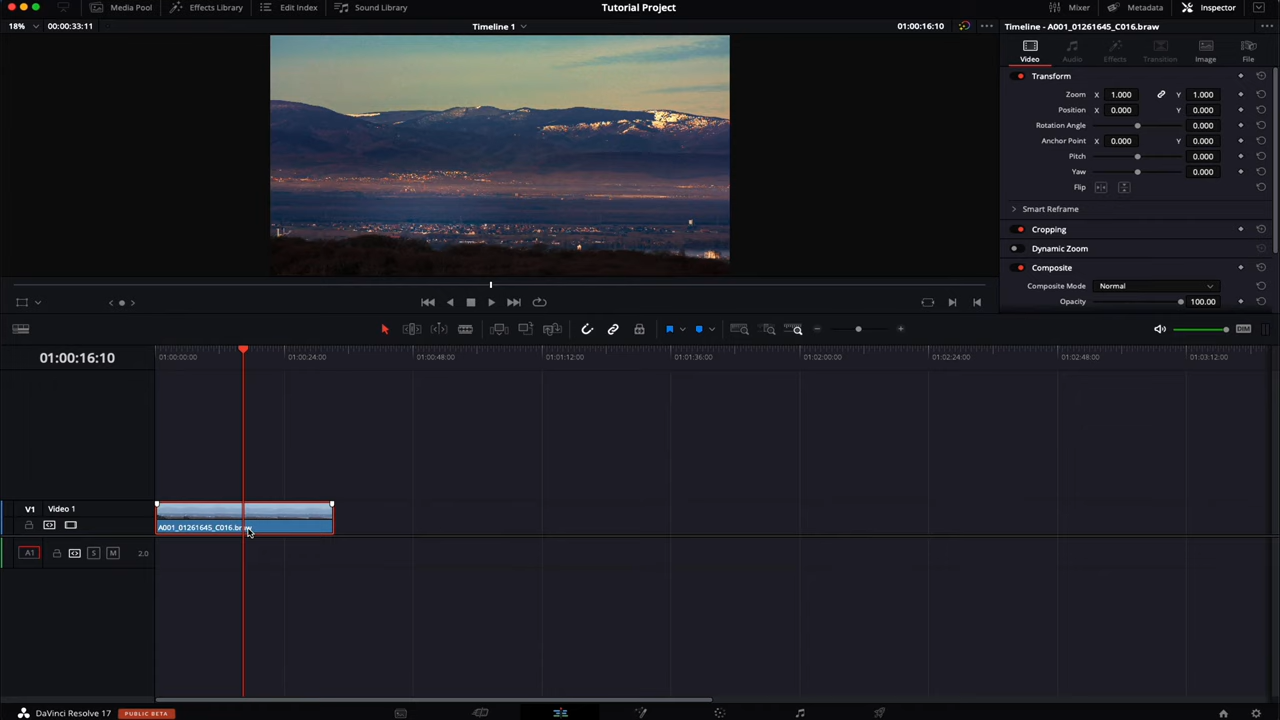 Media Pool Effects Library Edit Index Sound Library Tutorial Project Mixer Metadata Inspector
18% 00:00:33:11 Timeline 1 01:00:16:10 Timeline - A001_01261645_C016.braw
Video Audio Effects Transition Image File
Transform
Zoom X 1.000 Y 1.000
Position X 0.000 Y 0.000
Rotation Angle 0.000
Anchor Point X 0.000 Y 0.000
Pitch 0.000
Yaw 0.000
Flip
Smart Reframe
Cropping
Dynamic Zoom
Composite
Composite Mode Normal
Opacity 100.00
DIM
01:00:16:10 01:00:00:00 01:00:24:00 01:00:48:00 01:01:12:00 01:01:36:00 01:02:00:00 01:02:24:00 01:02:48:00 01:03:12:00
V1 Video 1
A001_01261645_C016.braw
A1 S M 2.0
DaVinci Resolve 17 PUBLIC BETA